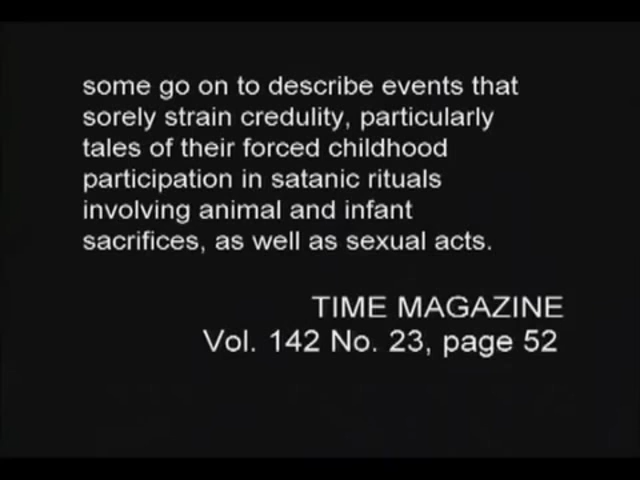 some go on to describe events that
sorely strain credulity, particularly
tales of their forced childhood
participation in satanic rituals
involving animal and infant
sacrifices, as well as sexual acts.
TIME MAGAZINE
Vol. 142 No. 23, page 52